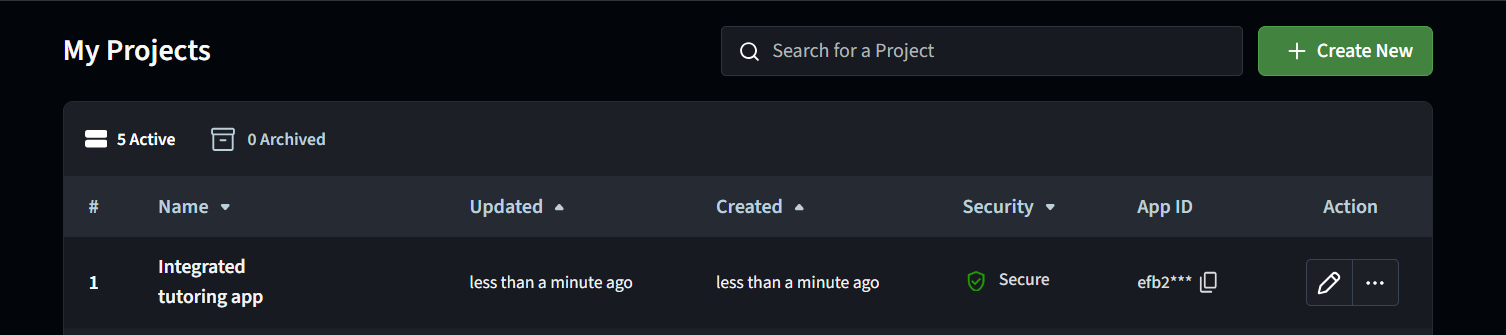 My Projects
Search for a Project
Create New
5 Active
0 Archived
# Name Updated Created Security App ID Action
1 Integrated tutoring app less than a minute ago less than a minute ago Secure efb2***